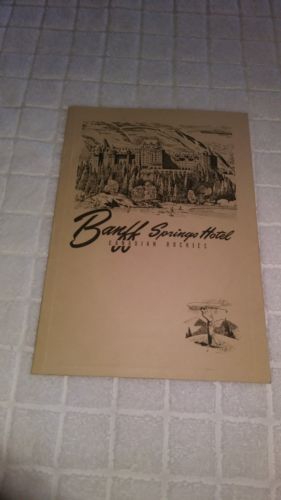 Banff Springs Hotel
CANADIAN ROCKIES